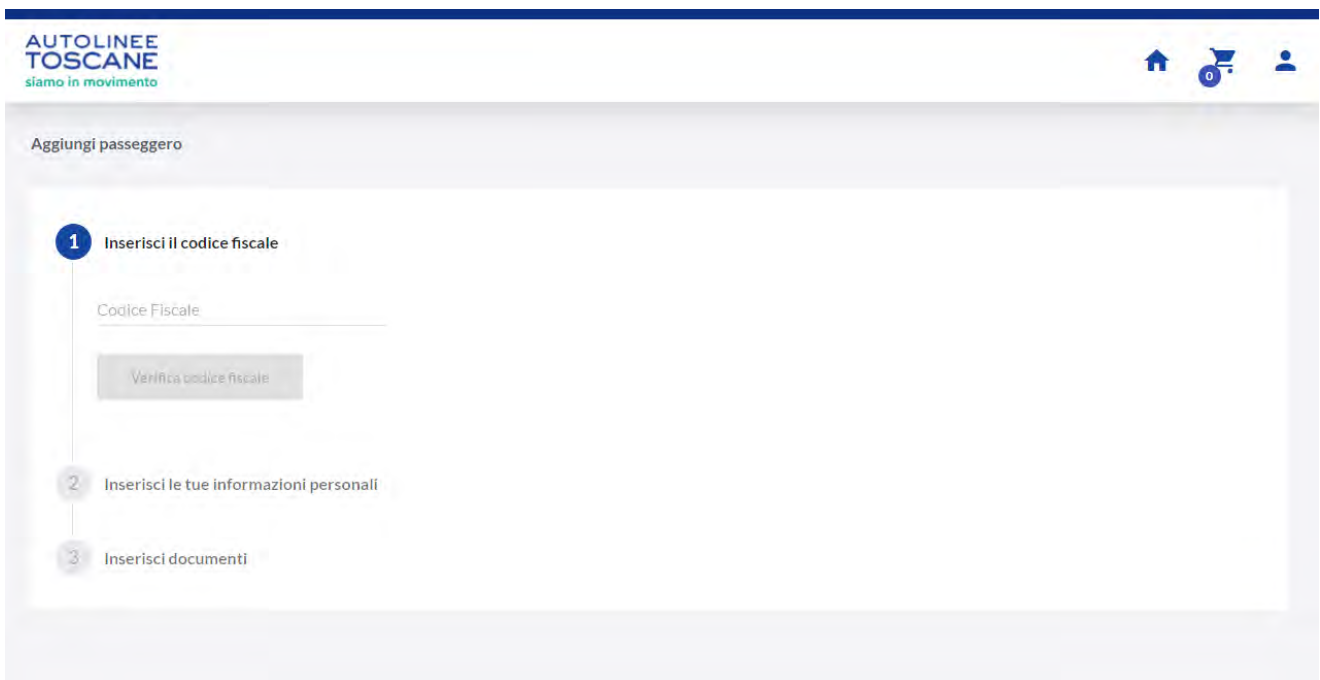 AUTOLINEE
TOSCANE
siamo in movimento
0
Aggiungi passeggero
1 Inserisci il codice fiscale
Codice Fiscale
Verifica codice fiscale
2 Inserisci le tue informazioni personali
3 Inserisci documenti